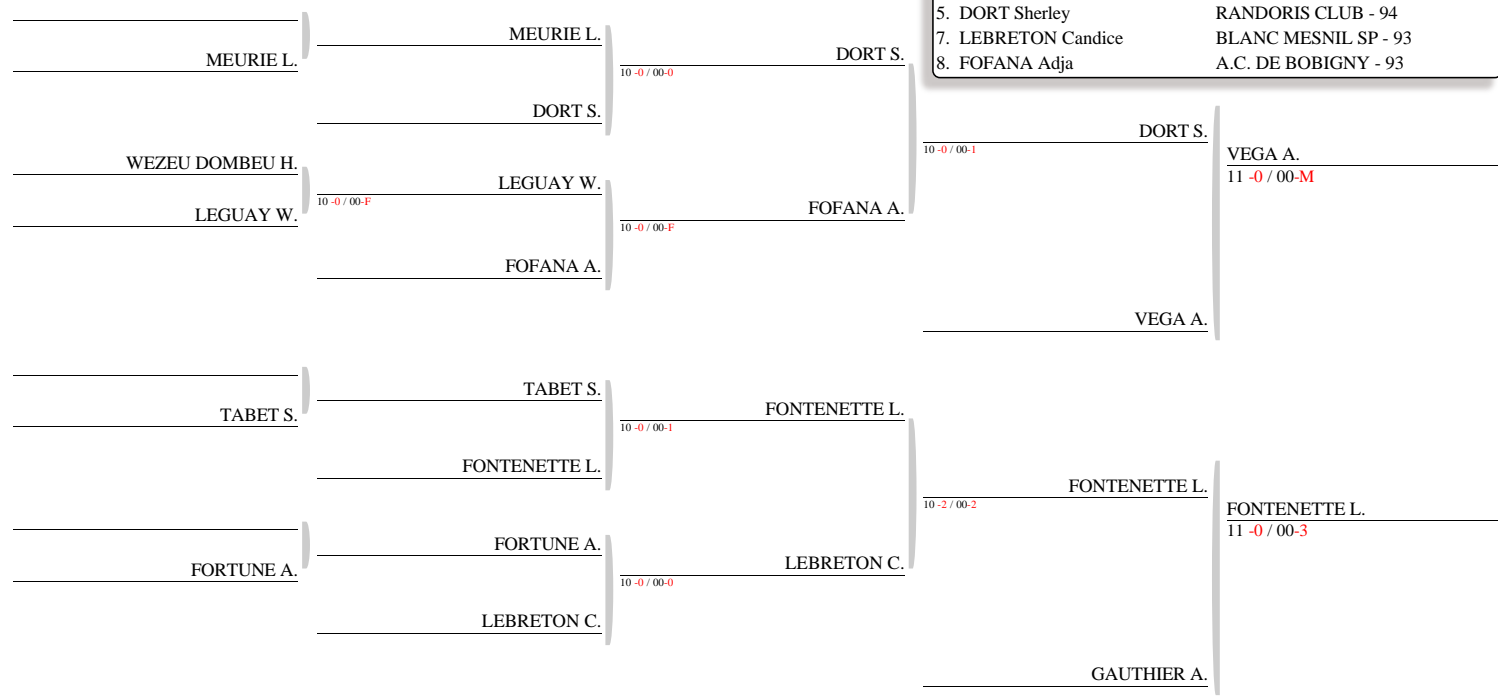 5. DORT Sherley RANDORIS CLUB - 94
7. LEBRETON Candice BLANC MESNIL SP - 93
8. FOFANA Adja A.C. DE BOBIGNY - 93
MEURIE L.
WEZEU DOMBEU H.
LEGUAY W.
TABET S.
FORTUNE A.
MEURIE L.
DORT S.
LEGUAY W.
10 -0 / 00-F
FOFANA A.
TABET S.
FONTENETTE L.
FORTUNE A.
LEBRETON C.
DORT S.
10 -0 / 00-0
FOFANA A.
10 -0 / 00-F
FONTENETTE L.
10 -0 / 00-1
LEBRETON C.
10 -0 / 00-0
DORT S.
10 -0 / 00-1
VEGA A.
FONTENETTE L.
10 -2 / 00-2
GAUTHIER A.
VEGA A.
11 -0 / 00-M
FONTENETTE L.
11 -0 / 00-3